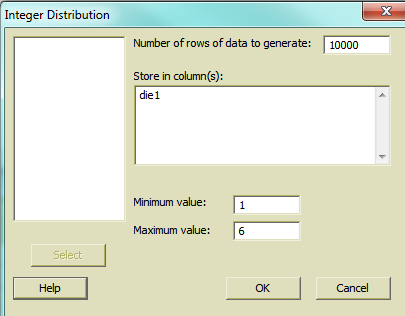 Integer Distribution
Number of rows of data to generate: 10000
Store in column(s):
die1
Minimum value: 1
Maximum value: 6
Select
Help OK Cancel